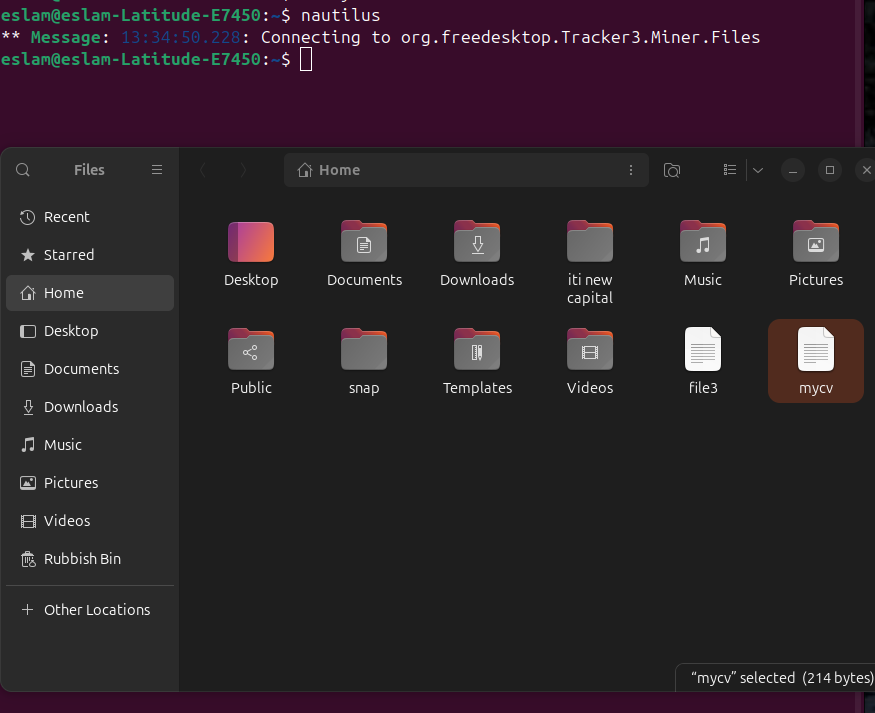 eslam@eslam-Latitude-E7450:~$ nautilus
** Message: 13:34:50.228: Connecting to org.freedesktop.Tracker3.Miner.Files
eslam@eslam-Latitude-E7450:~$
Files
Home
Recent
Starred
Home
Desktop
Documents
Downloads
Music
Pictures
Videos
Rubbish Bin
Other Locations
Desktop
Documents
Downloads
iti new
capital
Music
Pictures
Public
snap
Templates
Videos
file3
mycv
“mycv” selected (214 bytes)